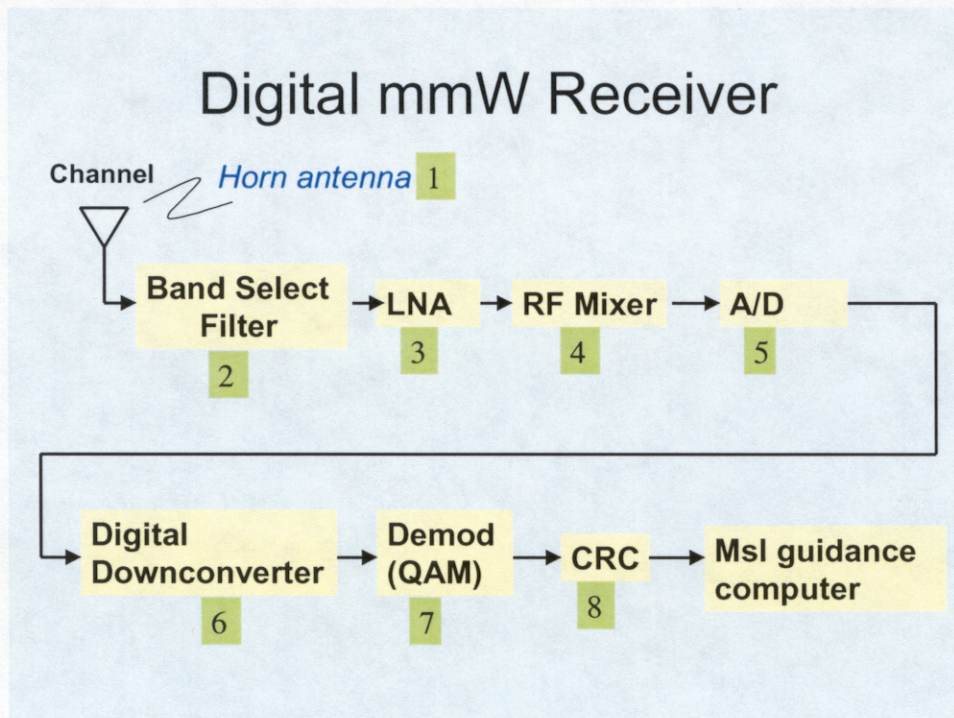 Digital mmW Receiver
Channel
Horn antenna 1
Band Select
Filter
2
LNA
3
RF Mixer
4
A/D
5
Digital
Downconverter
6
Demod
(QAM)
7
CRC
8
Msl guidance
computer